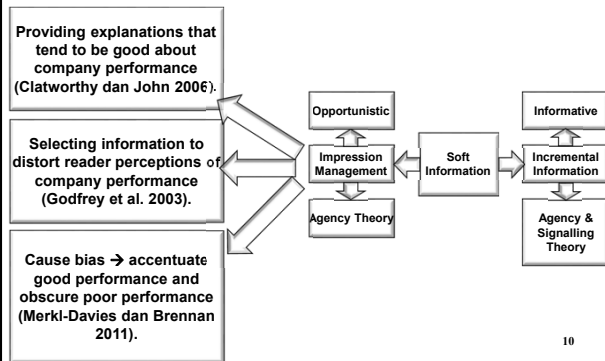 Providing explanations that
tend to be good about
company performance
(Clatworthy dan John 2006).
Selecting information to
distort reader perceptions of
company performance
(Godfrey et al. 2003).
Cause bias → accentuate
good performance and
obscure poor performance
(Merkl-Davies dan Brennan
2011).
Opportunistic
Impression
Management
Agency Theory
Soft
Information
Informative
Incremental
Information
Agency &
Signalling
Theory
10